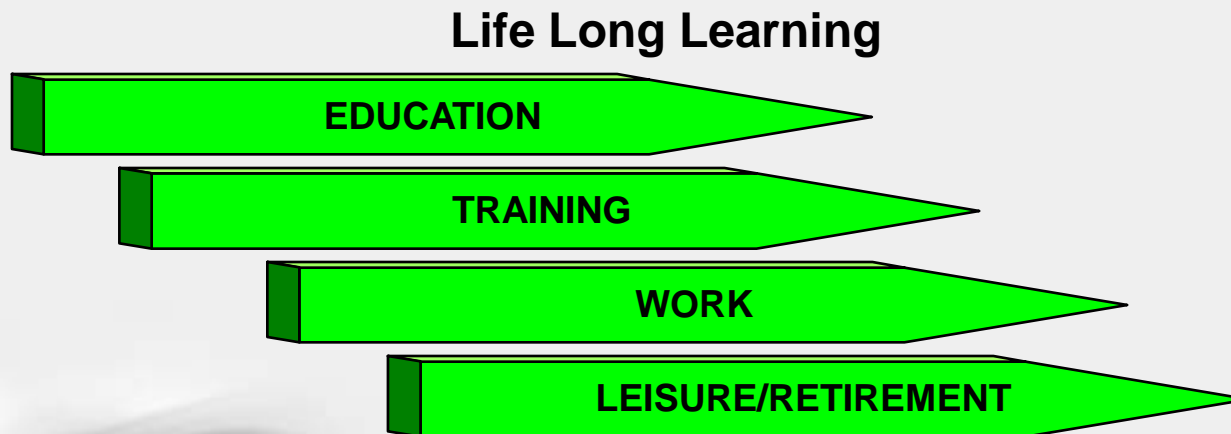 Life Long Learning
EDUCATION
TRAINING
WORK
LEISURE/RETIREMENT